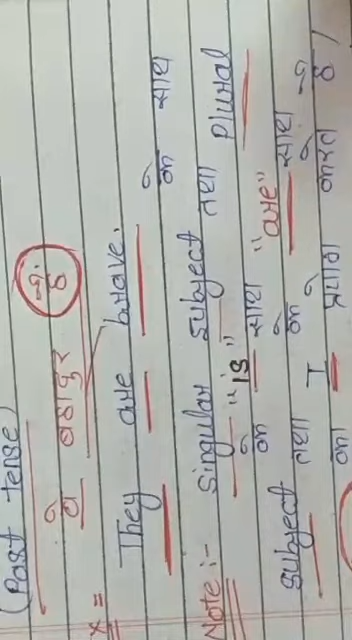 (Past tense)
x = वे बहादुर हैं
They are brave.
के साथ
Note:- Singular Subject तथा Plural
के "is" साथ "are"
Subject के साथ
तथा I का प्रयोग करते हैं।